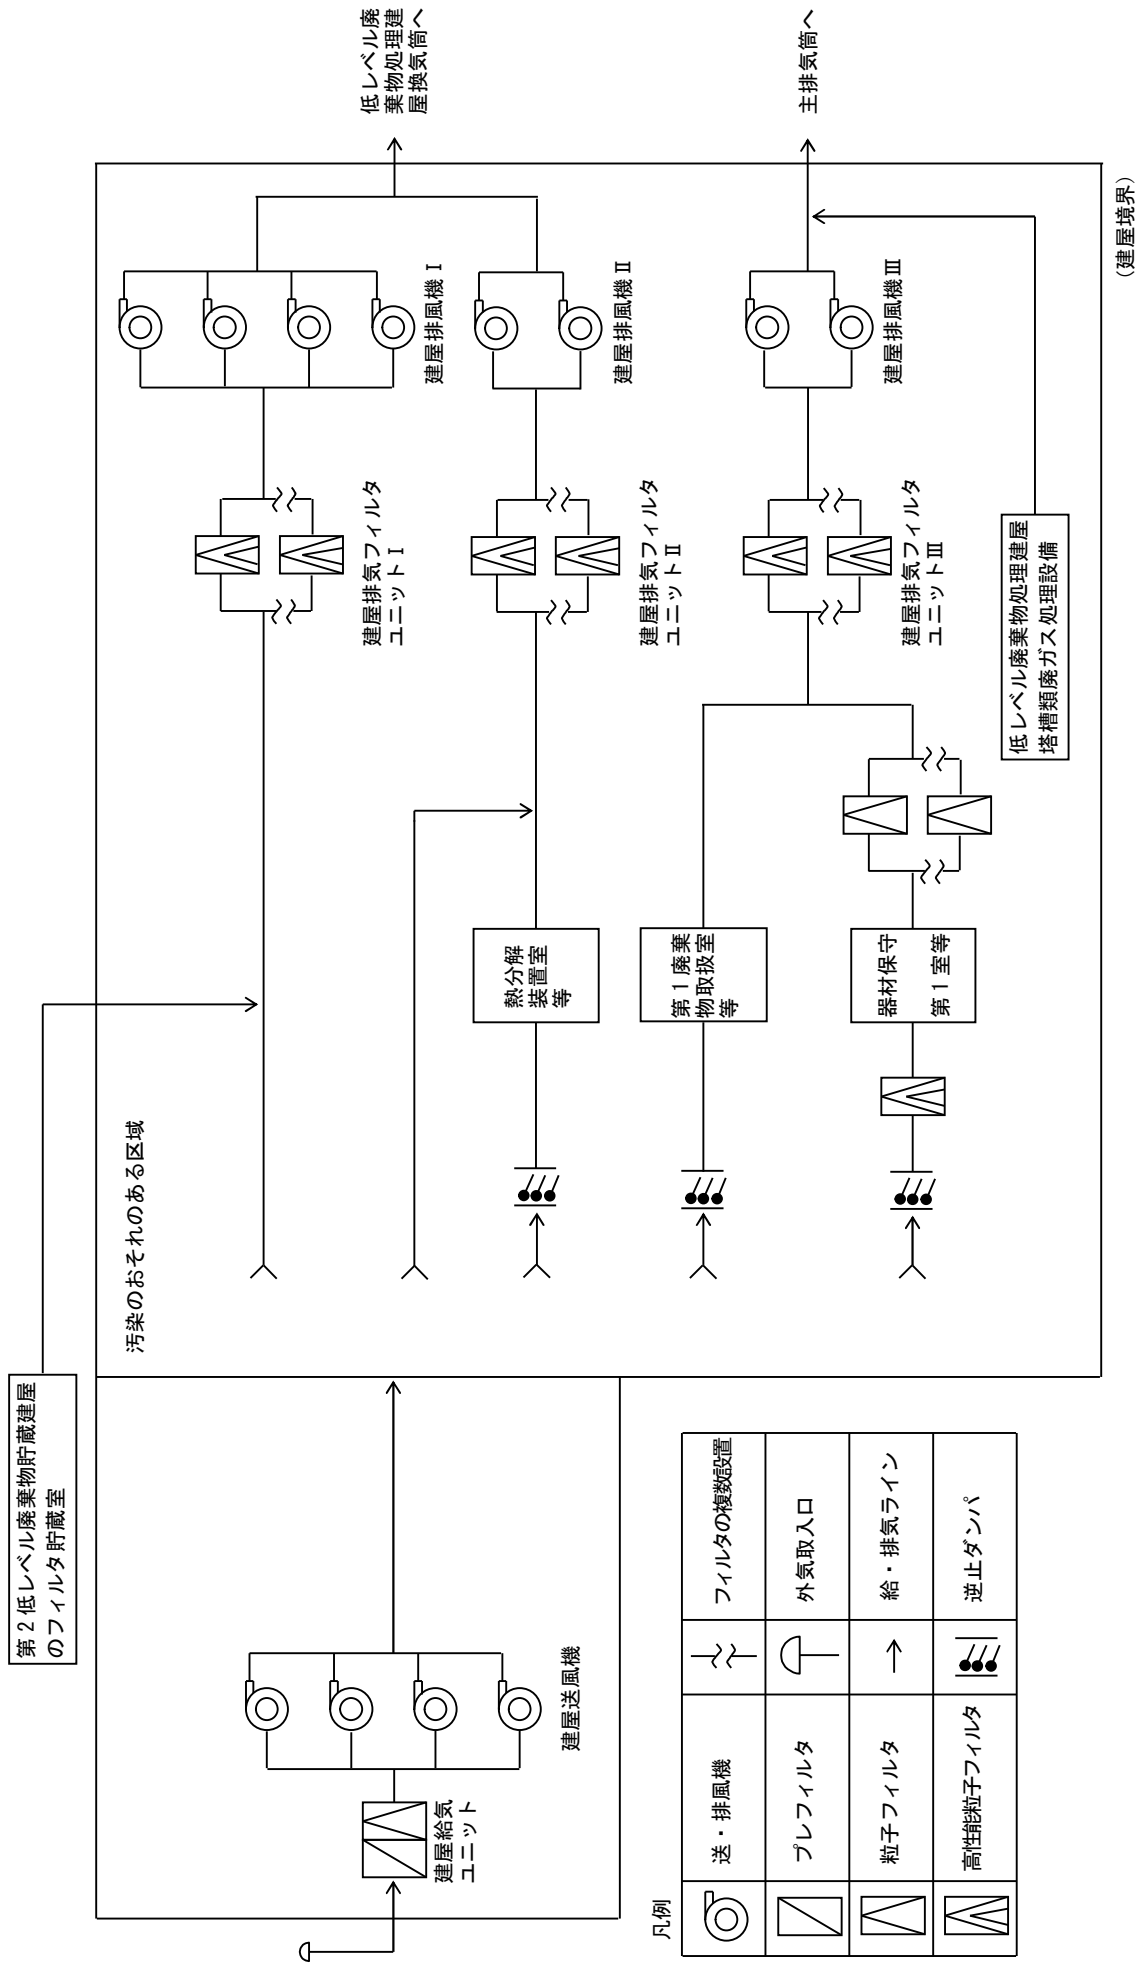 低レベル廃
棄物処理建
屋換気筒へ
主排気筒へ
(建屋境界)
建屋排風機Ⅰ
建屋排風機Ⅱ
建屋排風機Ⅲ
建屋排気フィルタ
ユニットⅠ
建屋排気フィルタ
ユニットⅡ
建屋排気フィルタ
ユニットⅢ
低レベル廃棄物処理建屋
塔槽類廃ガス処理設備
熱分解
装置室
等
第1廃棄
物取扱室
等
器材保守
第1室等
汚染のおそれのある区域
第2低レベル廃棄物貯蔵建屋
のフィルタ貯蔵室
建屋送風機
建屋給気
ユニット
凡例
送・排風機
フィルタの複数設置
プレフィルタ
外気取入口
粒子フィルタ
給・排気ライン
高性能粒子フィルタ
逆止ダンパ